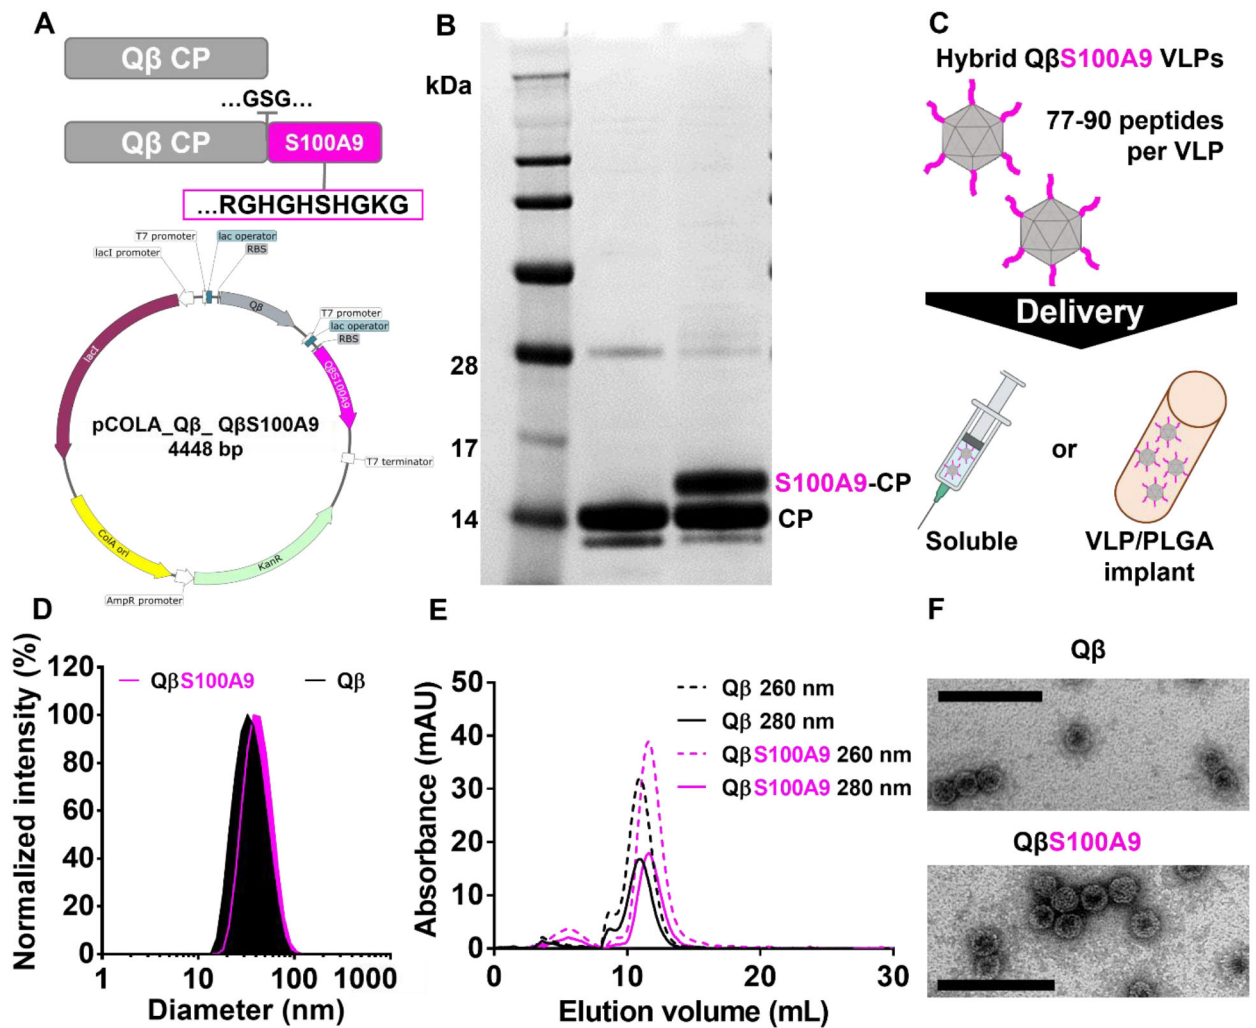 A
Qβ CP
...GSG...
Qβ CP
S100A9
...RGHGHSHGKG
T7 promoter
lac operator
lacI promoter
RBS
Qβ
T7 promoter
lac operator
RBS
QβS100A9
lacI
pCOLA_Qβ_ QβS100A9
4448 bp
T7 terminator
ColA ori
KanR
AmpR promoter
B
kDa
28
17
14
S100A9-CP
CP
C
Hybrid QβS100A9 VLPs
77-90 peptides
per VLP
Delivery
or
Soluble
VLP/PLGA
implant
D
Normalized intensity (%)
120
100
80
60
40
20
0
QβS100A9
Qβ
1
10
100
1000
Diameter (nm)
E
Absorbance (mAU)
50
40
30
20
10
0
Qβ 260 nm
Qβ 280 nm
QβS100A9 260 nm
QβS100A9 280 nm
0
10
20
30
Elution volume (mL)
F
Qβ
QβS100A9